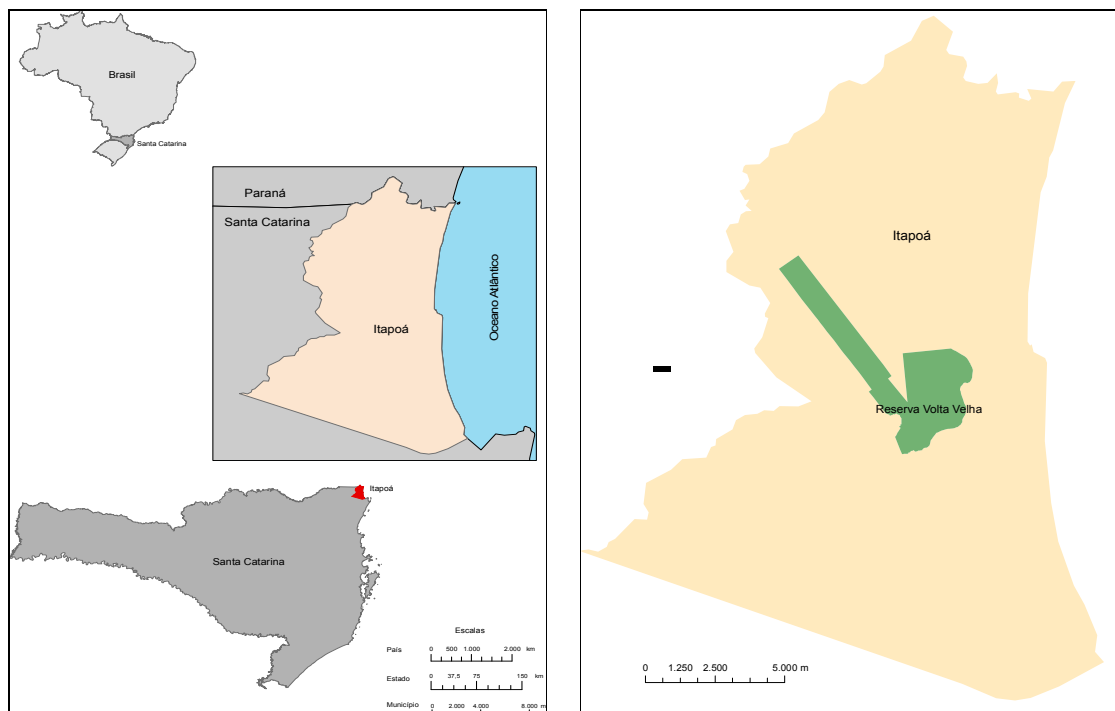 Brasil
Santa Catarina
Paraná
Santa Catarina
Itapoá
Oceano Atlântico
Itapoá
Santa Catarina
Escalas
País
0 500 1.000 2.000 km
Estado
0 37,5 75 150 km
Município
0 2.000 4.000 8.000 m
Itapoá
Reserva Volta Velha
0 1.250 2.500 5.000 m